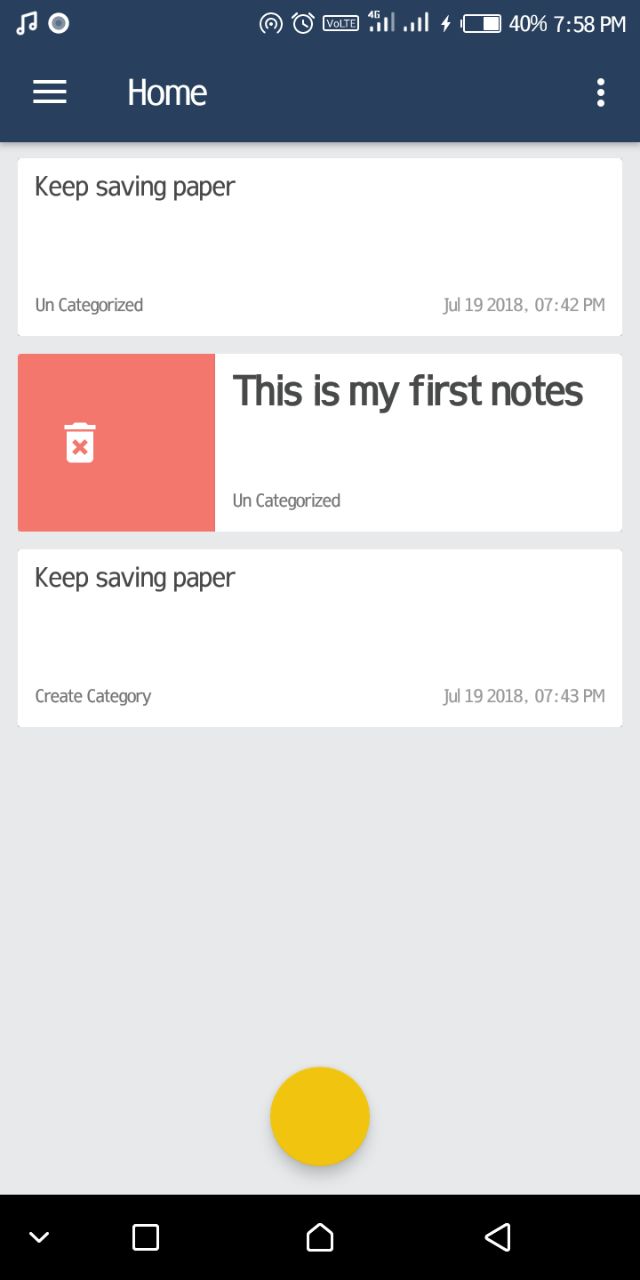 VoLTE 4G 40% 7:58 PM
Home
Keep saving paper
Un Categorized Jul 19 2018, 07:42 PM
This is my first notes
Un Categorized
Keep saving paper
Create Category Jul 19 2018, 07:43 PM